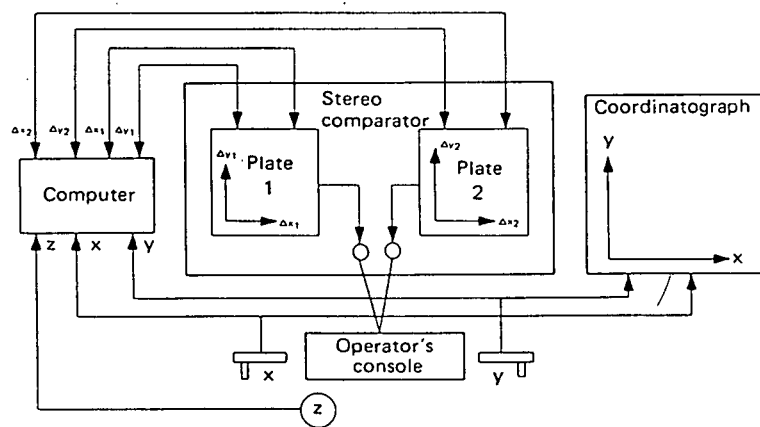 Stereo
comparator
Coordinatograph
Δx₂ Δy₂ Δx₁ Δy₁
Computer
Δy₁
Plate
1
Δx₁
Δy₂
Plate
2
Δx₂
y
x
z x y
Operator's
console
x
y
z